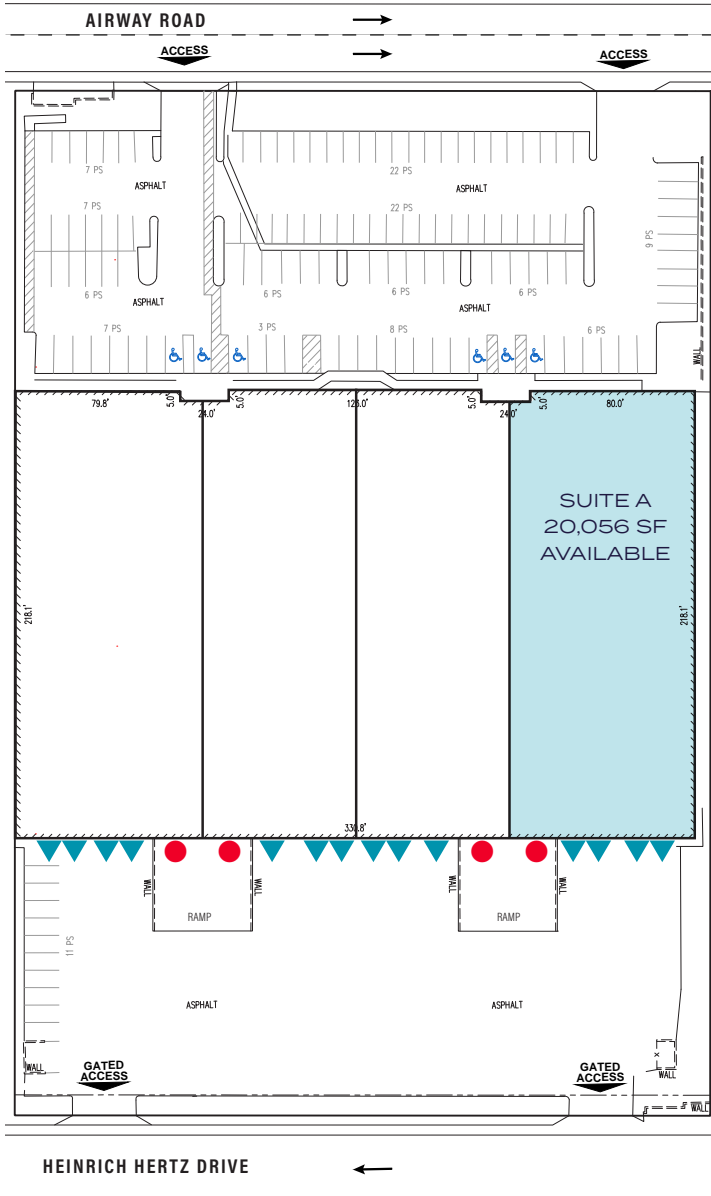 AIRWAY ROAD
ACCESS
ACCESS
7 PS
22 PS
ASPHALT
ASPHALT
7 PS
22 PS
9 PS
6 PS
6 PS
6 PS
6 PS
ASPHALT
ASPHALT
7 PS
3 PS
8 PS
6 PS
WALL
79.8'
5.0'
24.0'
5.0'
126.0'
5.0'
24.0'
5.0'
80.0'
SUITE A
20,056 SF
AVAILABLE
218.1'
218.1'
330.8'
WALL
WALL
WALL
WALL
RAMP
RAMP
11 PS
ASPHALT
ASPHALT
WALL
GATED
ACCESS
GATED
ACCESS
X
WALL
WALL
HEINRICH HERTZ DRIVE